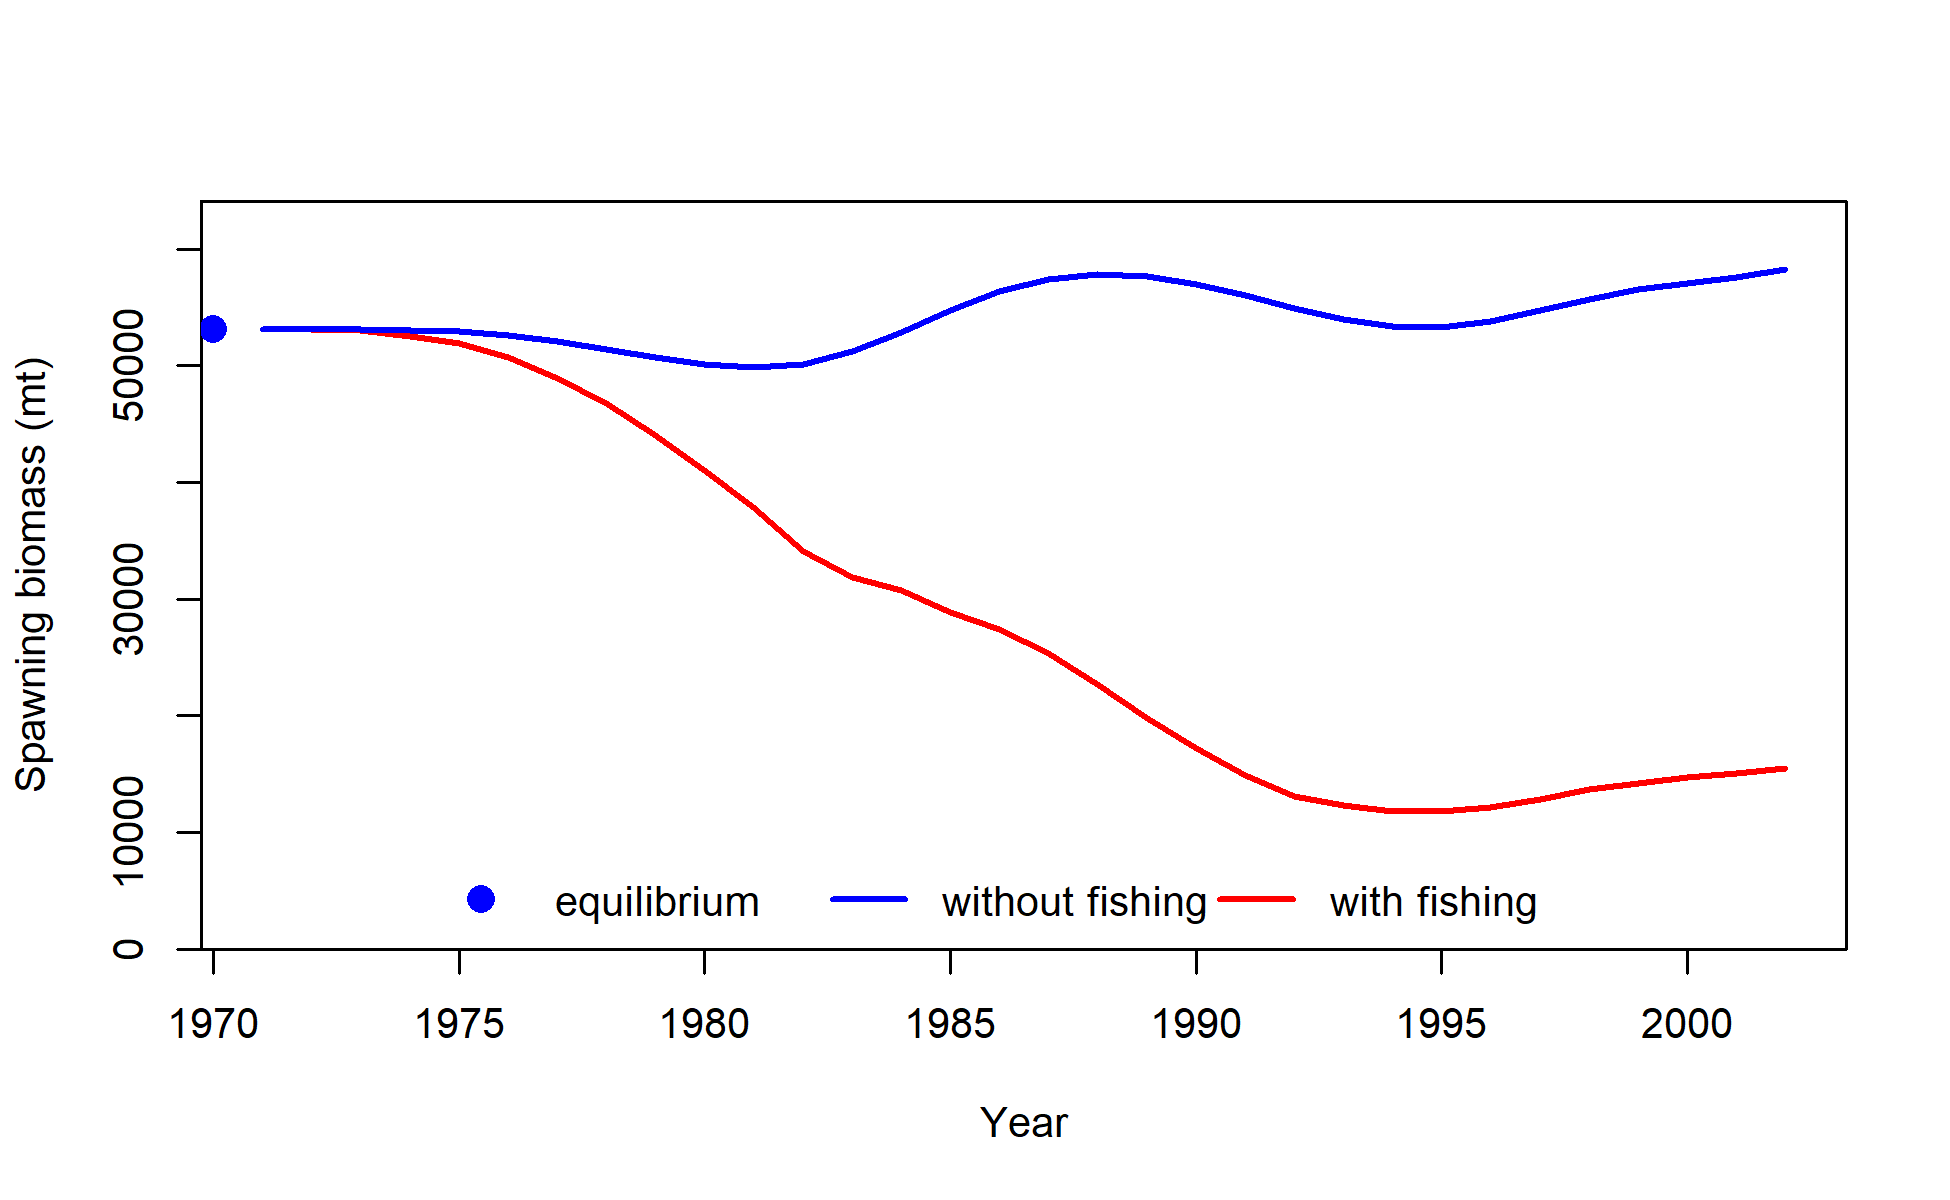 Spawning biomass (mt)
50000
30000
10000
0
equilibrium without fishing with fishing
1970 1975 1980 1985 1990 1995 2000
Year